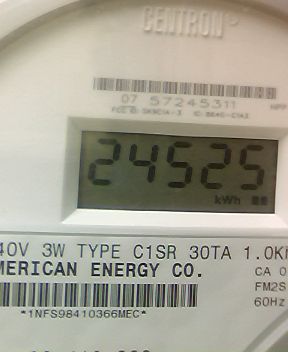 CENTRON
07 57245311
24525
kWh
40V 3W TYPE C1SR 30TA 1.0K
MERICAN ENERGY CO.
CA 0
FM2S
60Hz
*1NFS98410366MEC*